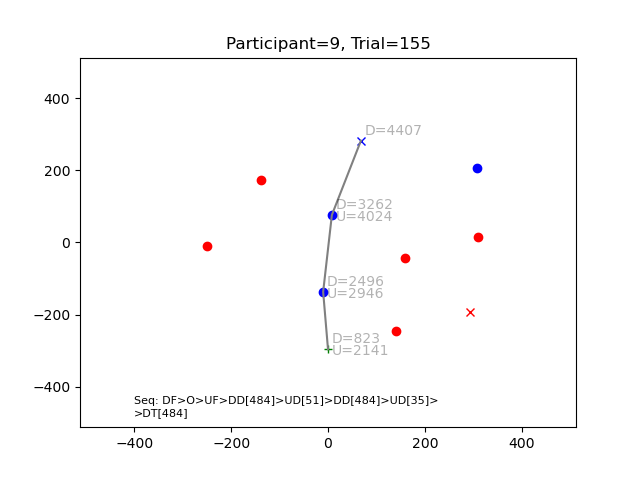 Participant=9, Trial=155
400
200
0
−200
−400
D=4407
D=3262
U=4024
D=2496
U=2946
D=823
U=2141
Seq: DF>O>UF>DD[484]>UD[51]>DD[484]>UD[35]>
>DT[484]
−400
−200
0
200
400